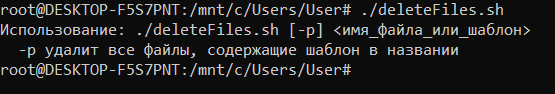 root@DESKTOP-F5S7PNT:/mnt/c/Users/User# ./deleteFiles.sh
Использование: ./deleteFiles.sh [-p] <имя_файла_или_шаблон>
  -p удалит все файлы, содержащие шаблон в названии
root@DESKTOP-F5S7PNT:/mnt/c/Users/User#